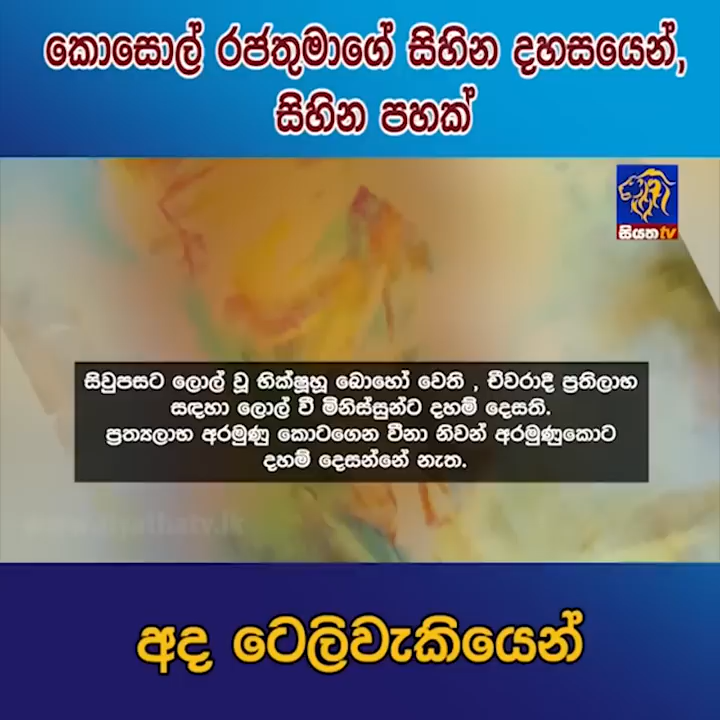 කොසොල් රජතුමාගේ සිහින දහසයෙන්,
සිහින පහක්
සියත tv
සිවුපසට ලොල් වූ භික්ෂූහූ බොහෝ වෙති , චීවරාදී ප්‍රතිලාභ
සඳහා ලොල් වී මිනිස්සුන්ට දහම් දෙසති.
ප්‍රත්‍යලාභ අරමුණු කොටගෙන වීනා නිවන් අරමුණුකොට
දහම් දෙසන්නේ නැත.
අද ටෙලිවැකියෙන්